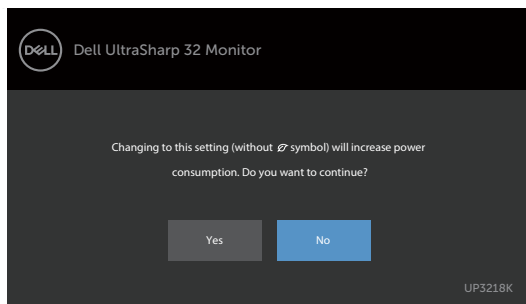 DELL
Dell UltraSharp 32 Monitor
Changing to this setting (without symbol) will increase power
consumption. Do you want to continue?
Yes
No
UP3218K